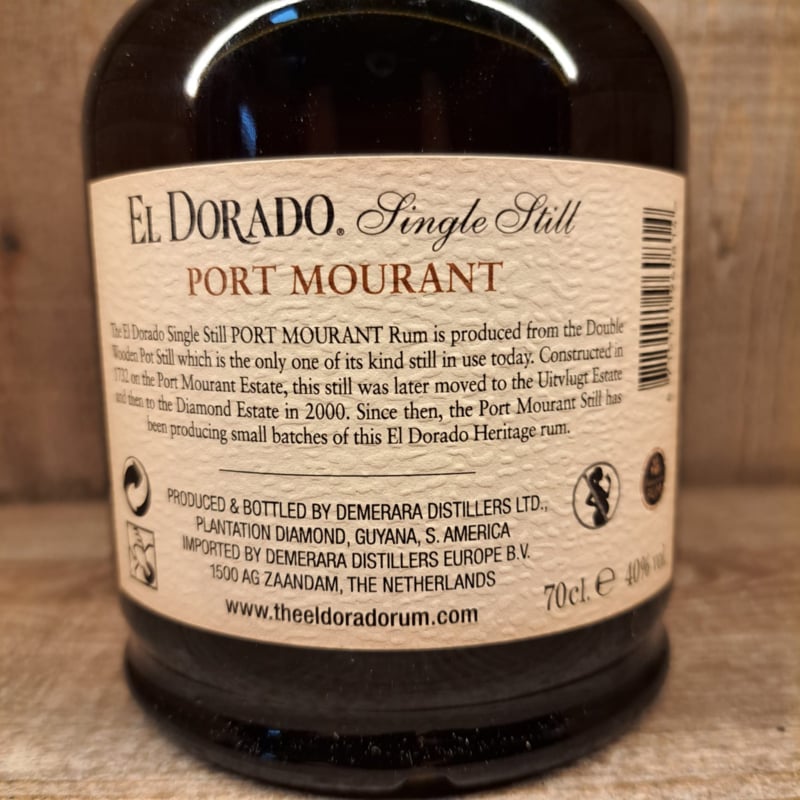 EL DORADO® Single Still
PORT MOURANT
The El Dorado Single Still PORT MOURANT Rum is produced from the Double
Wooden Pot Still which is the only one of its kind still in use today. Constructed in
1732 on the Port Mourant Estate, this still was later moved to the Uitvlugt Estate
and then to the Diamond Estate in 2000. Since then, the Port Mourant Still has
been producing small batches of this El Dorado Heritage rum.
PRODUCED & BOTTLED BY DEMERARA DISTILLERS LTD.,
PLANTATION DIAMOND, GUYANA, S. AMERICA
IMPORTED BY DEMERARA DISTILLERS EUROPE B.V.
1500 AG ZAANDAM, THE NETHERLANDS
www.theeldoradorum.com
70cl. ℮ 40% vol.